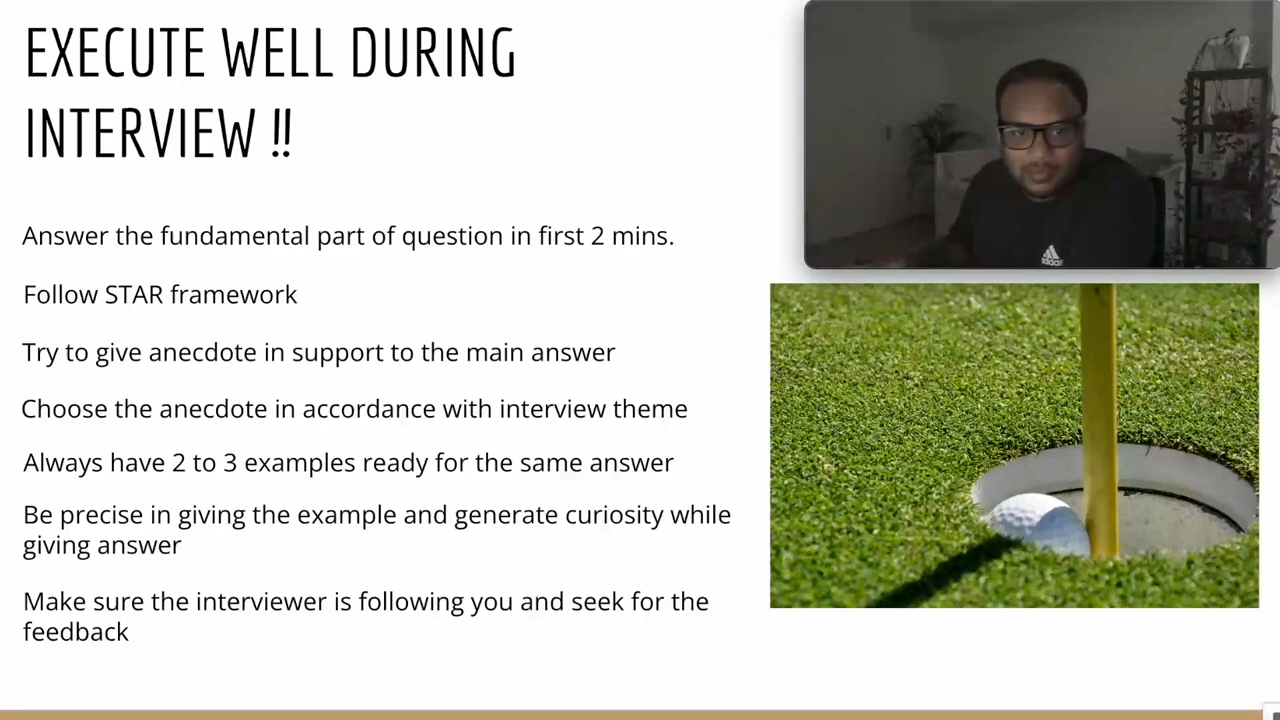 EXECUTE WELL DURING
INTERVIEW !!
Answer the fundamental part of question in first 2 mins.
Follow STAR framework
Try to give anecdote in support to the main answer
Choose the anecdote in accordance with interview theme
Always have 2 to 3 examples ready for the same answer
Be precise in giving the example and generate curiosity while
giving answer
Make sure the interviewer is following you and seek for the
feedback
adidas